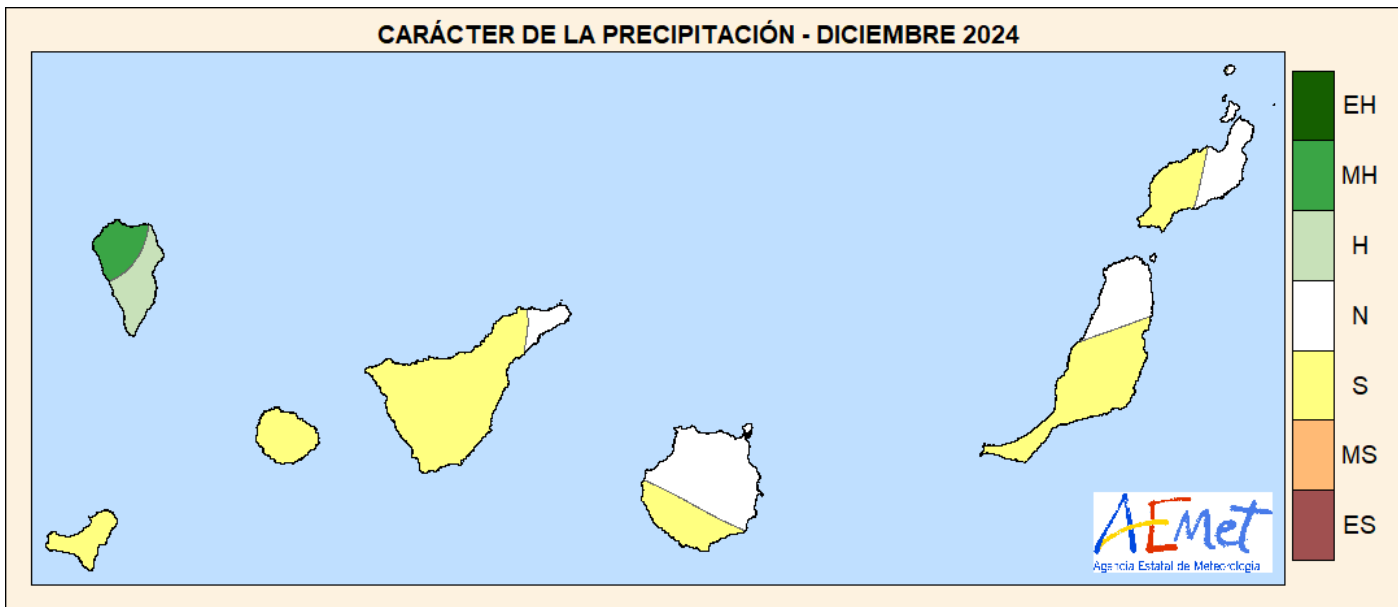 CARÁCTER DE LA PRECIPITACIÓN - DICIEMBRE 2024
EH
MH
H
N
S
MS
ES
AEMet
Agencia Estatal de Meteorología